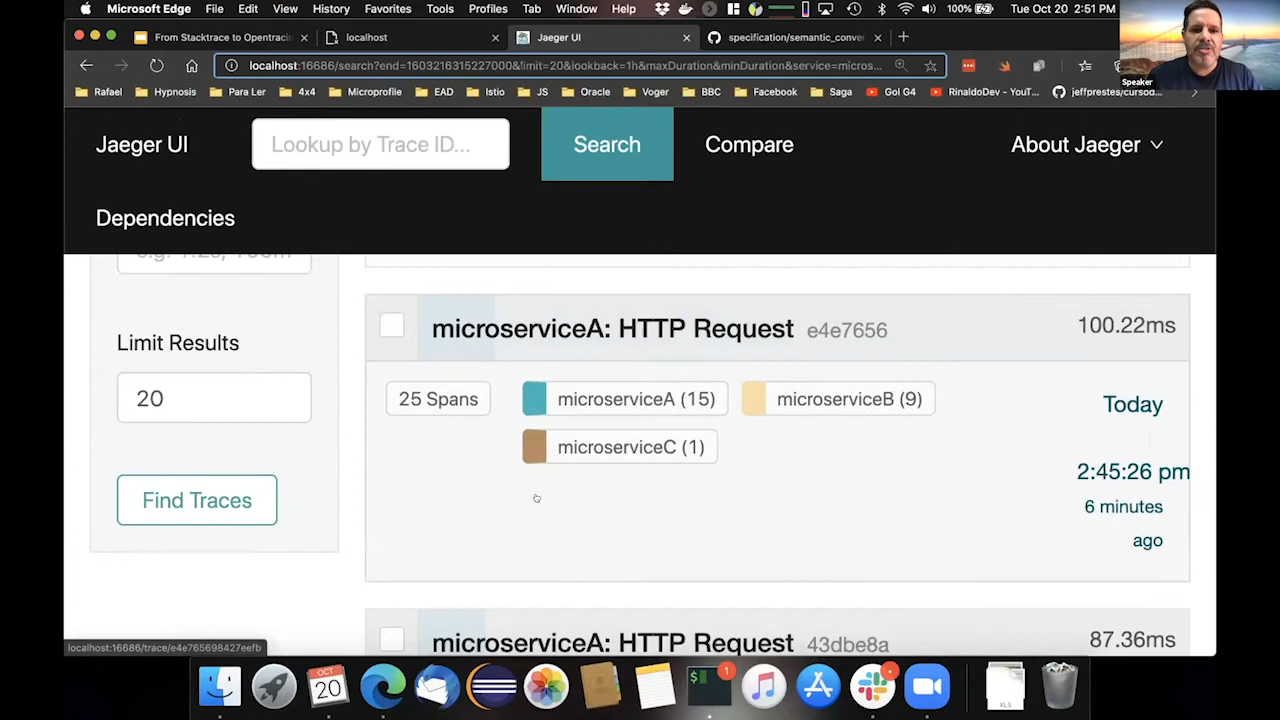 Microsoft Edge File Edit View History Favorites Tools Profiles Tab Window Help 100% Tue Oct 20 2:51 PM
From Stacktrace to Opentracin localhost Jaeger UI specification/semantic_conve
localhost:16686/search?end=1603216315227000&limit=20&lookback=1h&maxDuration&minDuration&service=micros...
Rafael Hypnosis Para Ler 4x4 Microprofile EAD Istio JS Oracle Voger BBC Facebook Saga Gol G4 RinaldoDev - YouT... jeffprestes/cursod...
Speaker
Jaeger UI Lookup by Trace ID... Search Compare About Jaeger
Dependencies
Limit Results
20
Find Traces
microserviceA: HTTP Request e4e7656 100.22ms
25 Spans microserviceA (15) microserviceB (9) Today
microserviceC (1)
2:45:26 pm
6 minutes
ago
microserviceA: HTTP Request 43dbe8a 87.36ms
localhost:16686/trace/e4e765698427eefb
OCT
20
1
XLS